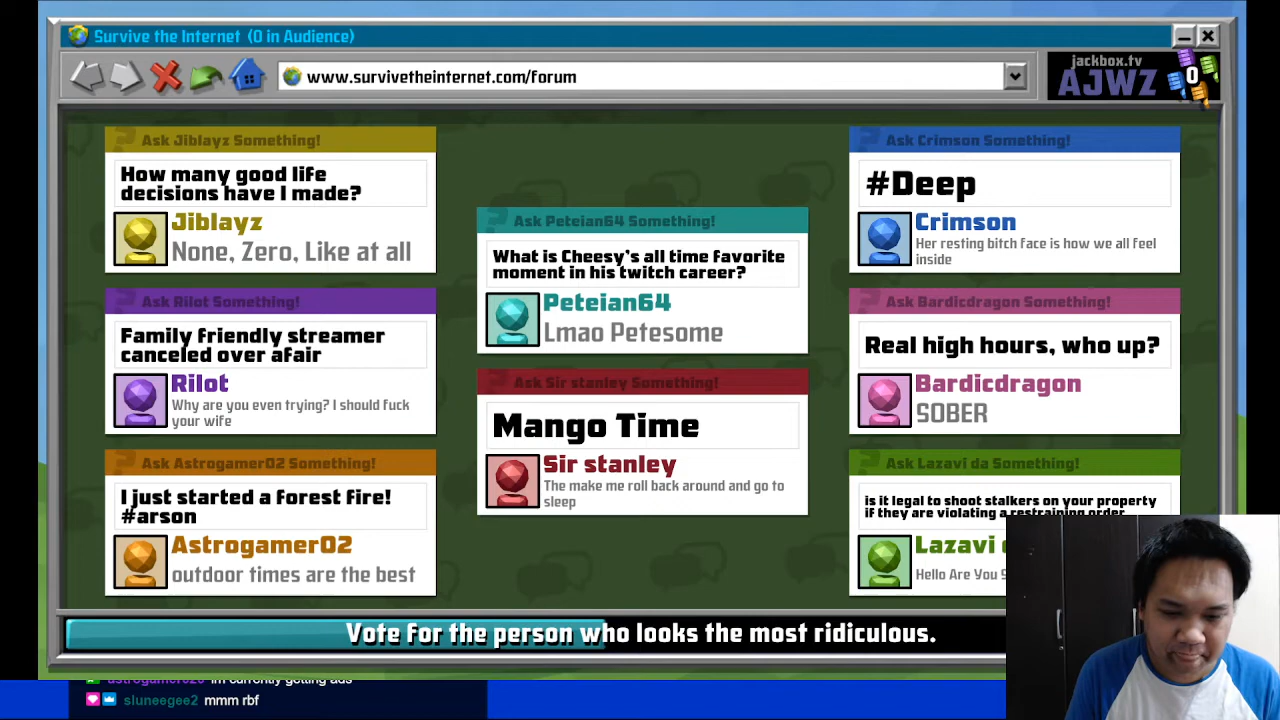 Survive the Internet (0 in Audience)
www.survivetheinternet.com/forum
jackbox.tv
AJWZ
0
Ask Jiblayz Something!
How many good life
decisions have I made?
Jiblayz
None, Zero, Like at all
Ask Rilot Something!
Family friendly streamer
canceled over afair
Rilot
Why are you even trying? I should fuck
your wife
Ask Astrogamer02 Something!
I just started a forest fire!
#arson
Astrogamer02
outdoor times are the best
Ask Peteian64 Something!
What is Cheesy's all time favorite
moment in his twitch career?
Peteian64
Lmao Petesome
Ask Sir stanley Something!
Mango Time
Sir stanley
The make me roll back around and go to
sleep
Ask Crimson Something!
#Deep
Crimson
Her resting bitch face is how we all feel
inside
Ask Bardicdragon Something!
Real high hours, who up?
Bardicdragon
SOBER
Ask Lazavi da Something!
is it legal to shoot stalkers on your property
if they are violating a restraining order
Lazavi
Hello Are You
Vote for the person who looks the most ridiculous.
im currently getting ads
sluneegee2 mmm rbf